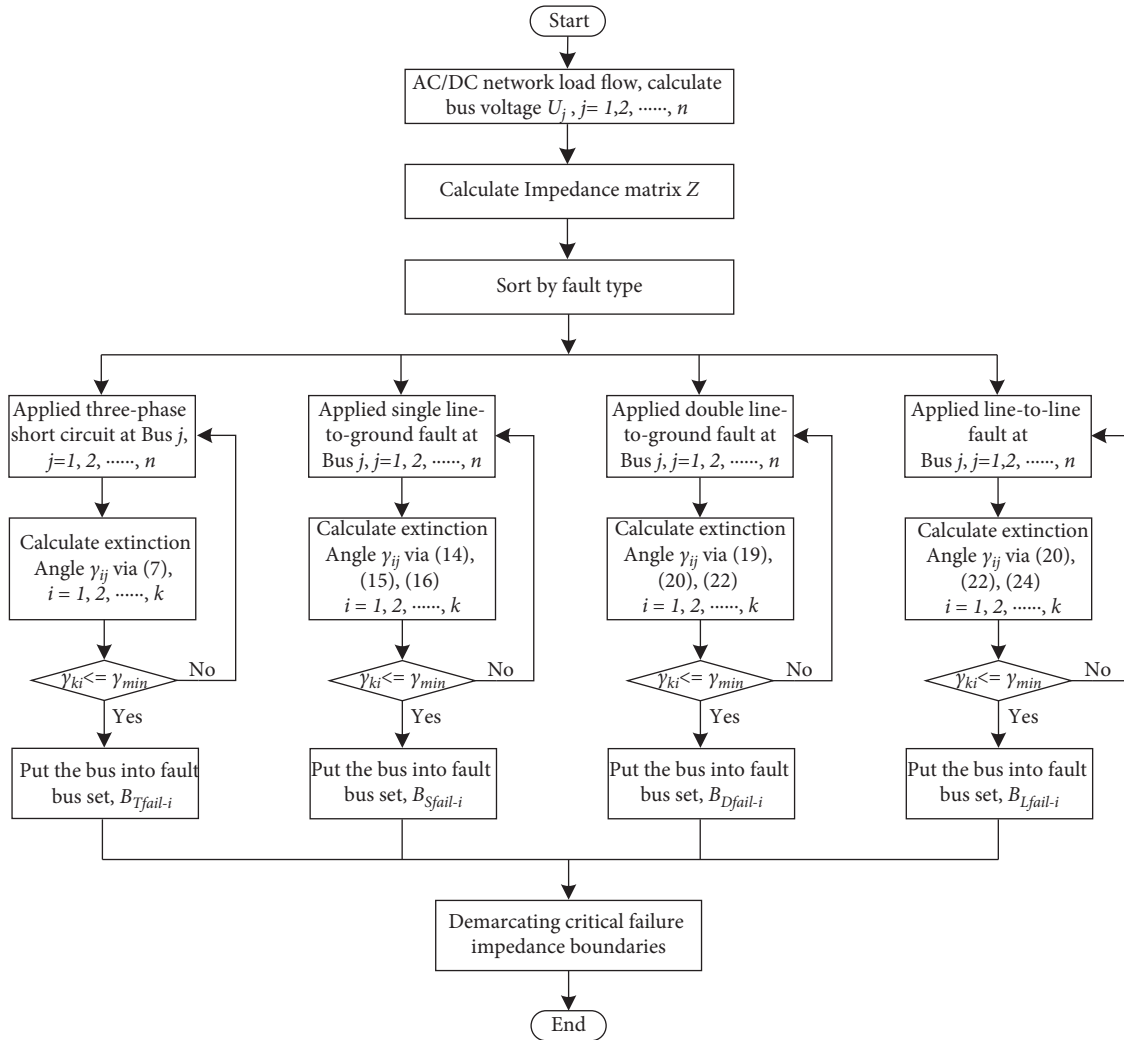 Start
AC/DC network load flow, calculate
bus voltage U_j , j= 1,2, ······, n
Calculate Impedance matrix Z
Sort by fault type
Applied three-phase
short circuit at Bus j,
j=1, 2, ······, n
Applied single line-
to-ground fault at
Bus j, j=1, 2, ······, n
Applied double line-
to-ground fault at
Bus j, j=1, 2, ······, n
Applied line-to-line
fault at
Bus j, j=1,2, ······, n
Calculate extinction
Angle γ_ij via (7),
i = 1, 2, ······, k
Calculate extinction
Angle γ_ij via (14),
(15), (16)
i = 1, 2, ······, k
Calculate extinction
Angle γ_ij via (19),
(20), (22)
i = 1, 2, ······, k
Calculate extinction
Angle γ_ij via (20),
(22), (24)
i = 1, 2, ······, k
γ_ki<= γ_min
No
γ_ki<= γ_min
No
γ_ki<= γ_min
No
γ_ki<= γ_min
No
Yes
Yes
Yes
Yes
Put the bus into fault
bus set, B_Tfail-i
Put the bus into fault
bus set, B_Sfail-i
Put the bus into fault
bus set, B_Dfail-i
Put the bus into fault
bus set, B_Lfail-i
Demarcating critical failure
impedance boundaries
End